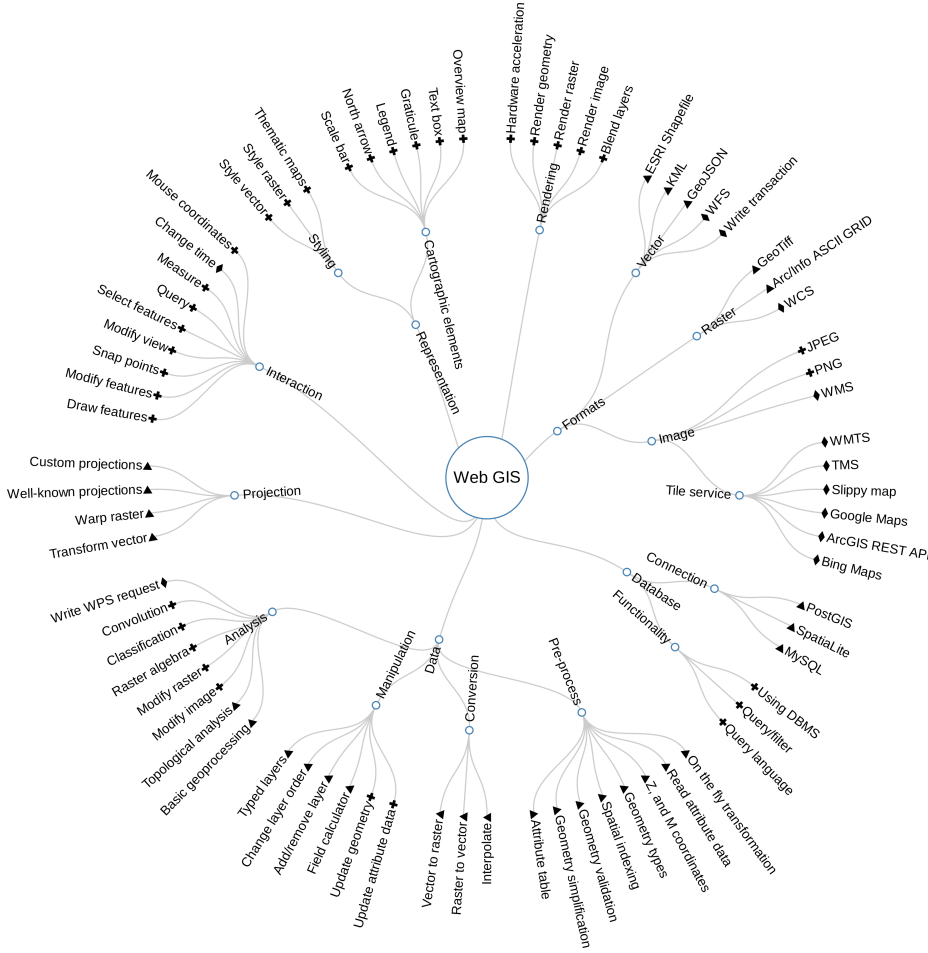 Web GIS
Rendering
Hardware acceleration
Render geometry
Render raster
Render image
Blend layers
Formats
Vector
ESRI Shapefile
KML
GeoJSON
WFS
Write transaction
Raster
GeoTiff
Arc/Info ASCII GRID
WCS
Image
JPEG
PNG
WMS
Tile service
WMTS
TMS
Slippy map
Google Maps
ArcGIS REST API
Bing Maps
Database
Connection
PostGIS
SpatiaLite
MySQL
Functionality
Using DBMS
Query/filter
Query language
Data
Pre-process
On the fly transformation
Read attribute data
Z, and M coordinates
Geometry types
Spatial indexing
Geometry validation
Geometry simplification
Attribute table
Conversion
Interpolate
Raster to vector
Vector to raster
Manipulation
Update attribute data
Update geometry
Field calculator
Add/remove layer
Change layer order
Typed layers
Analysis
Basic geoprocessing
Topological analysis
Modify image
Modify raster
Raster algebra
Classification
Convolution
Write WPS request
Projection
Transform vector
Warp raster
Well-known projections
Custom projections
Interaction
Draw features
Modify features
Snap points
Modify view
Select features
Query
Measure
Change time
Mouse coordinates
Representation
Styling
Style vector
Style raster
Thematic maps
Cartographic elements
Scale bar
North arrow
Legend
Graticule
Text box
Overview map